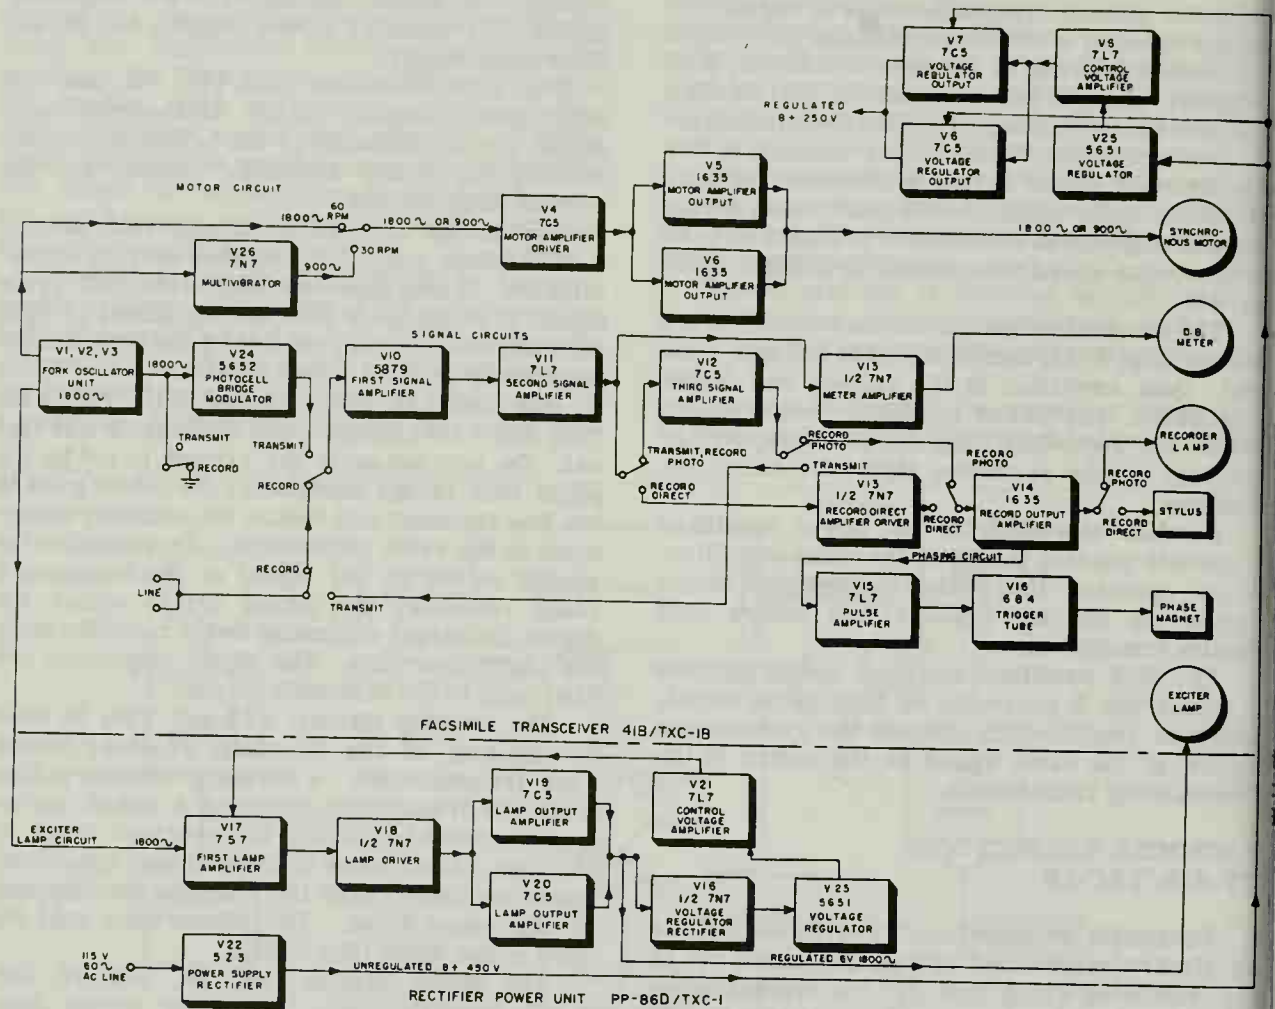 V7
7C5
VOLTAGE
REGULATOR
OUTPUT
V8
7L7
CONTROL
VOLTAGE
AMPLIFIER
REGULATED
B+ 250V
V6
7C5
VOLTAGE
REGULATOR
OUTPUT
V25
5651
VOLTAGE
REGULATOR
MOTOR CIRCUIT
1800~
60
RPM
1800~ OR 900~
30 RPM
V26
7N7
MULTIVIBRATOR
900~
V4
7C5
MOTOR AMPLIFIER
DRIVER
V5
1635
MOTOR AMPLIFIER
OUTPUT
V6
1635
MOTOR AMPLIFIER
OUTPUT
1800~ OR 900~
SYNCHRO-
NOUS MOTOR
SIGNAL CIRCUITS
V1, V2, V3
FORK OSCILLATOR
UNIT
1800~
1800~
V24
5652
PHOTOCELL
BRIDGE
MODULATOR
V10
5879
FIRST SIGNAL
AMPLIFIER
V11
7L7
SECOND SIGNAL
AMPLIFIER
V12
7C5
THIRD SIGNAL
AMPLIFIER
V13
1/2 7N7
METER AMPLIFIER
D.B.
METER
TRANSMIT
RECORD
TRANSMIT
RECORD
TRANSMIT, RECORD
PHOTO
RECORD
DIRECT
RECORD
PHOTO
TRANSMIT
V13
1/2 7N7
RECORD DIRECT
AMPLIFIER DRIVER
RECORD
PHOTO
RECORD
DIRECT
V14
1635
RECORD OUTPUT
AMPLIFIER
RECORD
PHOTO
RECORD
DIRECT
RECORDER
LAMP
STYLUS
PHASING CIRCUIT
LINE
RECORD
TRANSMIT
V15
7L7
PULSE
AMPLIFIER
V16
6B4
TRIGGER
TUBE
PHASE
MAGNET
EXCITER
LAMP
FACSIMILE TRANSCEIVER 41B/TXC-1B
EXCITER
LAMP CIRCUIT
1800~
V17
7S7
FIRST LAMP
AMPLIFIER
V18
1/2 7N7
LAMP DRIVER
V19
7C5
LAMP OUTPUT
AMPLIFIER
V20
7C5
LAMP OUTPUT
AMPLIFIER
V21
7L7
CONTROL
VOLTAGE
AMPLIFIER
V18
1/2 7N7
VOLTAGE
REGULATOR
RECTIFIER
V23
5651
VOLTAGE
REGULATOR
REGULATED 6V 1800~
115 V
60~
AC LINE
V22
5Z3
POWER SUPPLY
RECTIFIER
UNREGULATED B+ 450V
RECTIFIER POWER UNIT PP-86D/TXC-1